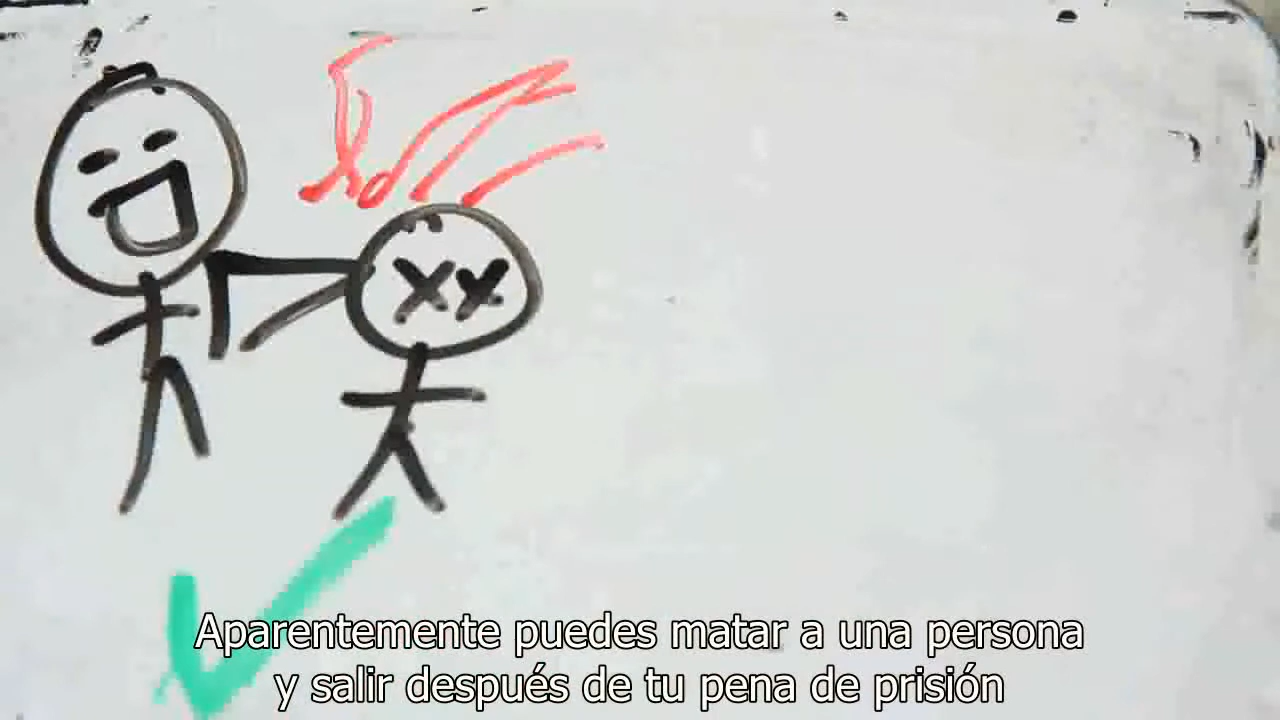 Aparentemente puedes matar a una persona
y salir después de tu pena de prisión